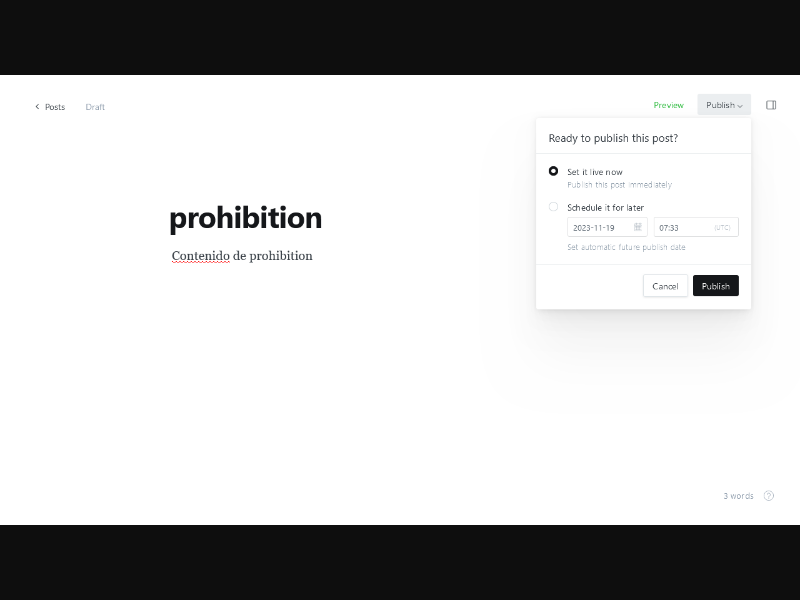 Posts
Draft
Preview
Publish
Ready to publish this post?
Set it live now
Publish this post immediately
Schedule it for later
2023-11-19
07:33
(UTC)
Set automatic future publish date
Cancel
Publish
prohibition
Contenido de prohibition
3 words
?